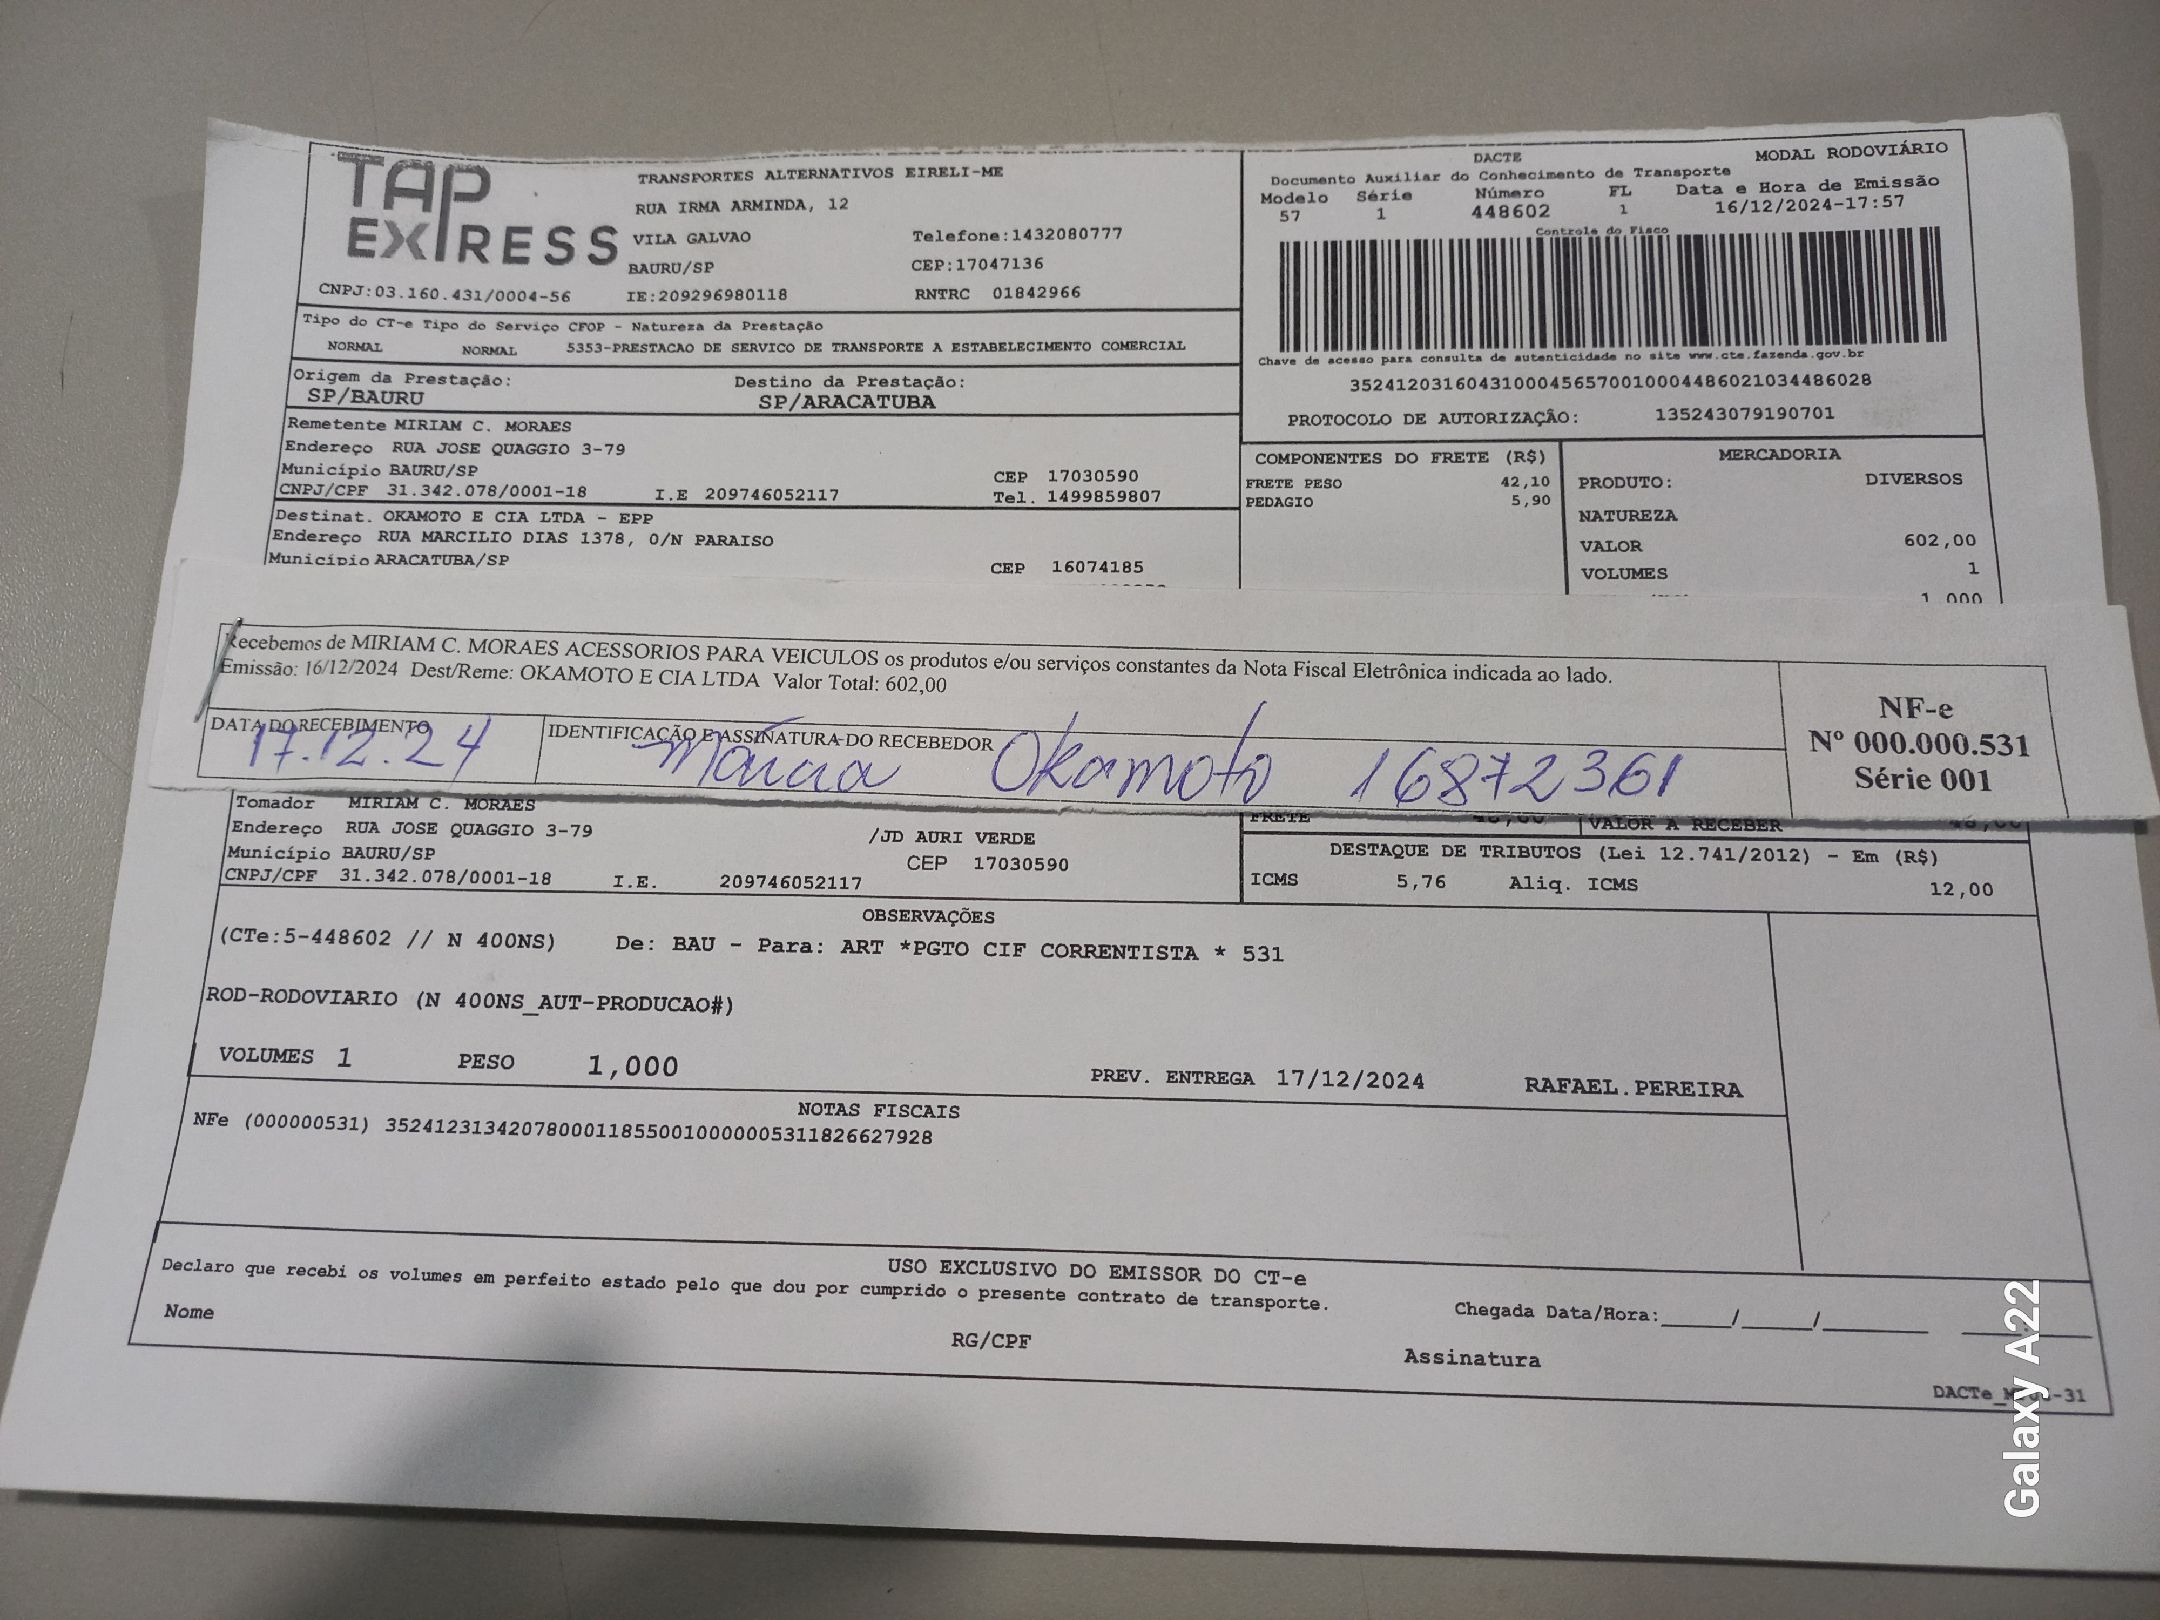 TAP EXPRESS
TRANSPORTES ALTERNATIVOS EIRELI-ME
RUA IRMA ARMINDA, 12
VILA GALVAO Telefone:1432080777
BAURU/SP CEP:17047136
CNPJ:03.160.431/0004-56 IE:209296980118 RNTRC 01842966
Tipo do CT-e Tipo do Serviço CFOP - Natureza da Prestação
NORMAL NORMAL 5353-PRESTACAO DE SERVICO DE TRANSPORTE A ESTABELECIMENTO COMERCIAL
Origem da Prestação: Destino da Prestação:
SP/BAURU SP/ARACATUBA
Remetente MIRIAM C. MORAES
Endereço RUA JOSE QUAGGIO 3-79
Município BAURU/SP CEP 17030590
CNPJ/CPF 31.342.078/0001-18 I.E 209746052117 Tel. 1499859807
Destinat. OKAMOTO E CIA LTDA - EPP
Endereço RUA MARCILIO DIAS 1378, O/N PARAISO
Município ARACATUBA/SP CEP 16074185
DACTE MODAL RODOVIÁRIO
Documento Auxiliar do Conhecimento de Transporte
Modelo Série Número FL Data e Hora de Emissão
57 1 448602 1 16/12/2024-17:57
Controle do Fisco
Chave de acesso para consulta de autenticidade no site www.cte.fazenda.gov.br
35241203160431000456570010004486021034486028
PROTOCOLO DE AUTORIZAÇÃO: 135243079190701
COMPONENTES DO FRETE (R$)
FRETE PESO 42,10
PEDAGIO 5,90
MERCADORIA
PRODUTO: DIVERSOS
NATUREZA
VALOR 602,00
VOLUMES 1
1,000
Recebemos de MIRIAM C. MORAES ACESSORIOS PARA VEICULOS os produtos e/ou serviços constantes da Nota Fiscal Eletrônica indicada ao lado.
Emissão: 16/12/2024 Dest/Reme: OKAMOTO E CIA LTDA Valor Total: 602,00
DATA DO RECEBIMENTO IDENTIFICAÇÃO E ASSINATURA DO RECEBEDOR
17.12.24 Márcia Okamoto 16872361
NF-e
Nº 000.000.531
Série 001
Tomador MIRIAM C. MORAES
Endereço RUA JOSE QUAGGIO 3-79 /JD AURI VERDE
Município BAURU/SP CEP 17030590
CNPJ/CPF 31.342.078/0001-18 I.E. 209746052117
FRETE 48,00 VALOR A RECEBER 48,00
DESTAQUE DE TRIBUTOS (Lei 12.741/2012) - Em (R$)
ICMS 5,76 Aliq. ICMS 12,00
OBSERVAÇÕES
(CTe:5-448602 // N 400NS) De: BAU - Para: ART *PGTO CIF CORRENTISTA * 531
ROD-RODOVIARIO (N 400NS_AUT-PRODUCAO#)
VOLUMES 1 PESO 1,000 PREV. ENTREGA 17/12/2024 RAFAEL.PEREIRA
NOTAS FISCAIS
NFe (000000531) 35241231342078000118550010000005311826627928
USO EXCLUSIVO DO EMISSOR DO CT-e
Declaro que recebi os volumes em perfeito estado pelo que dou por cumprido o presente contrato de transporte.
Nome RG/CPF Chegada Data/Hora:____/____/______ ______
Assinatura
Galaxy A22